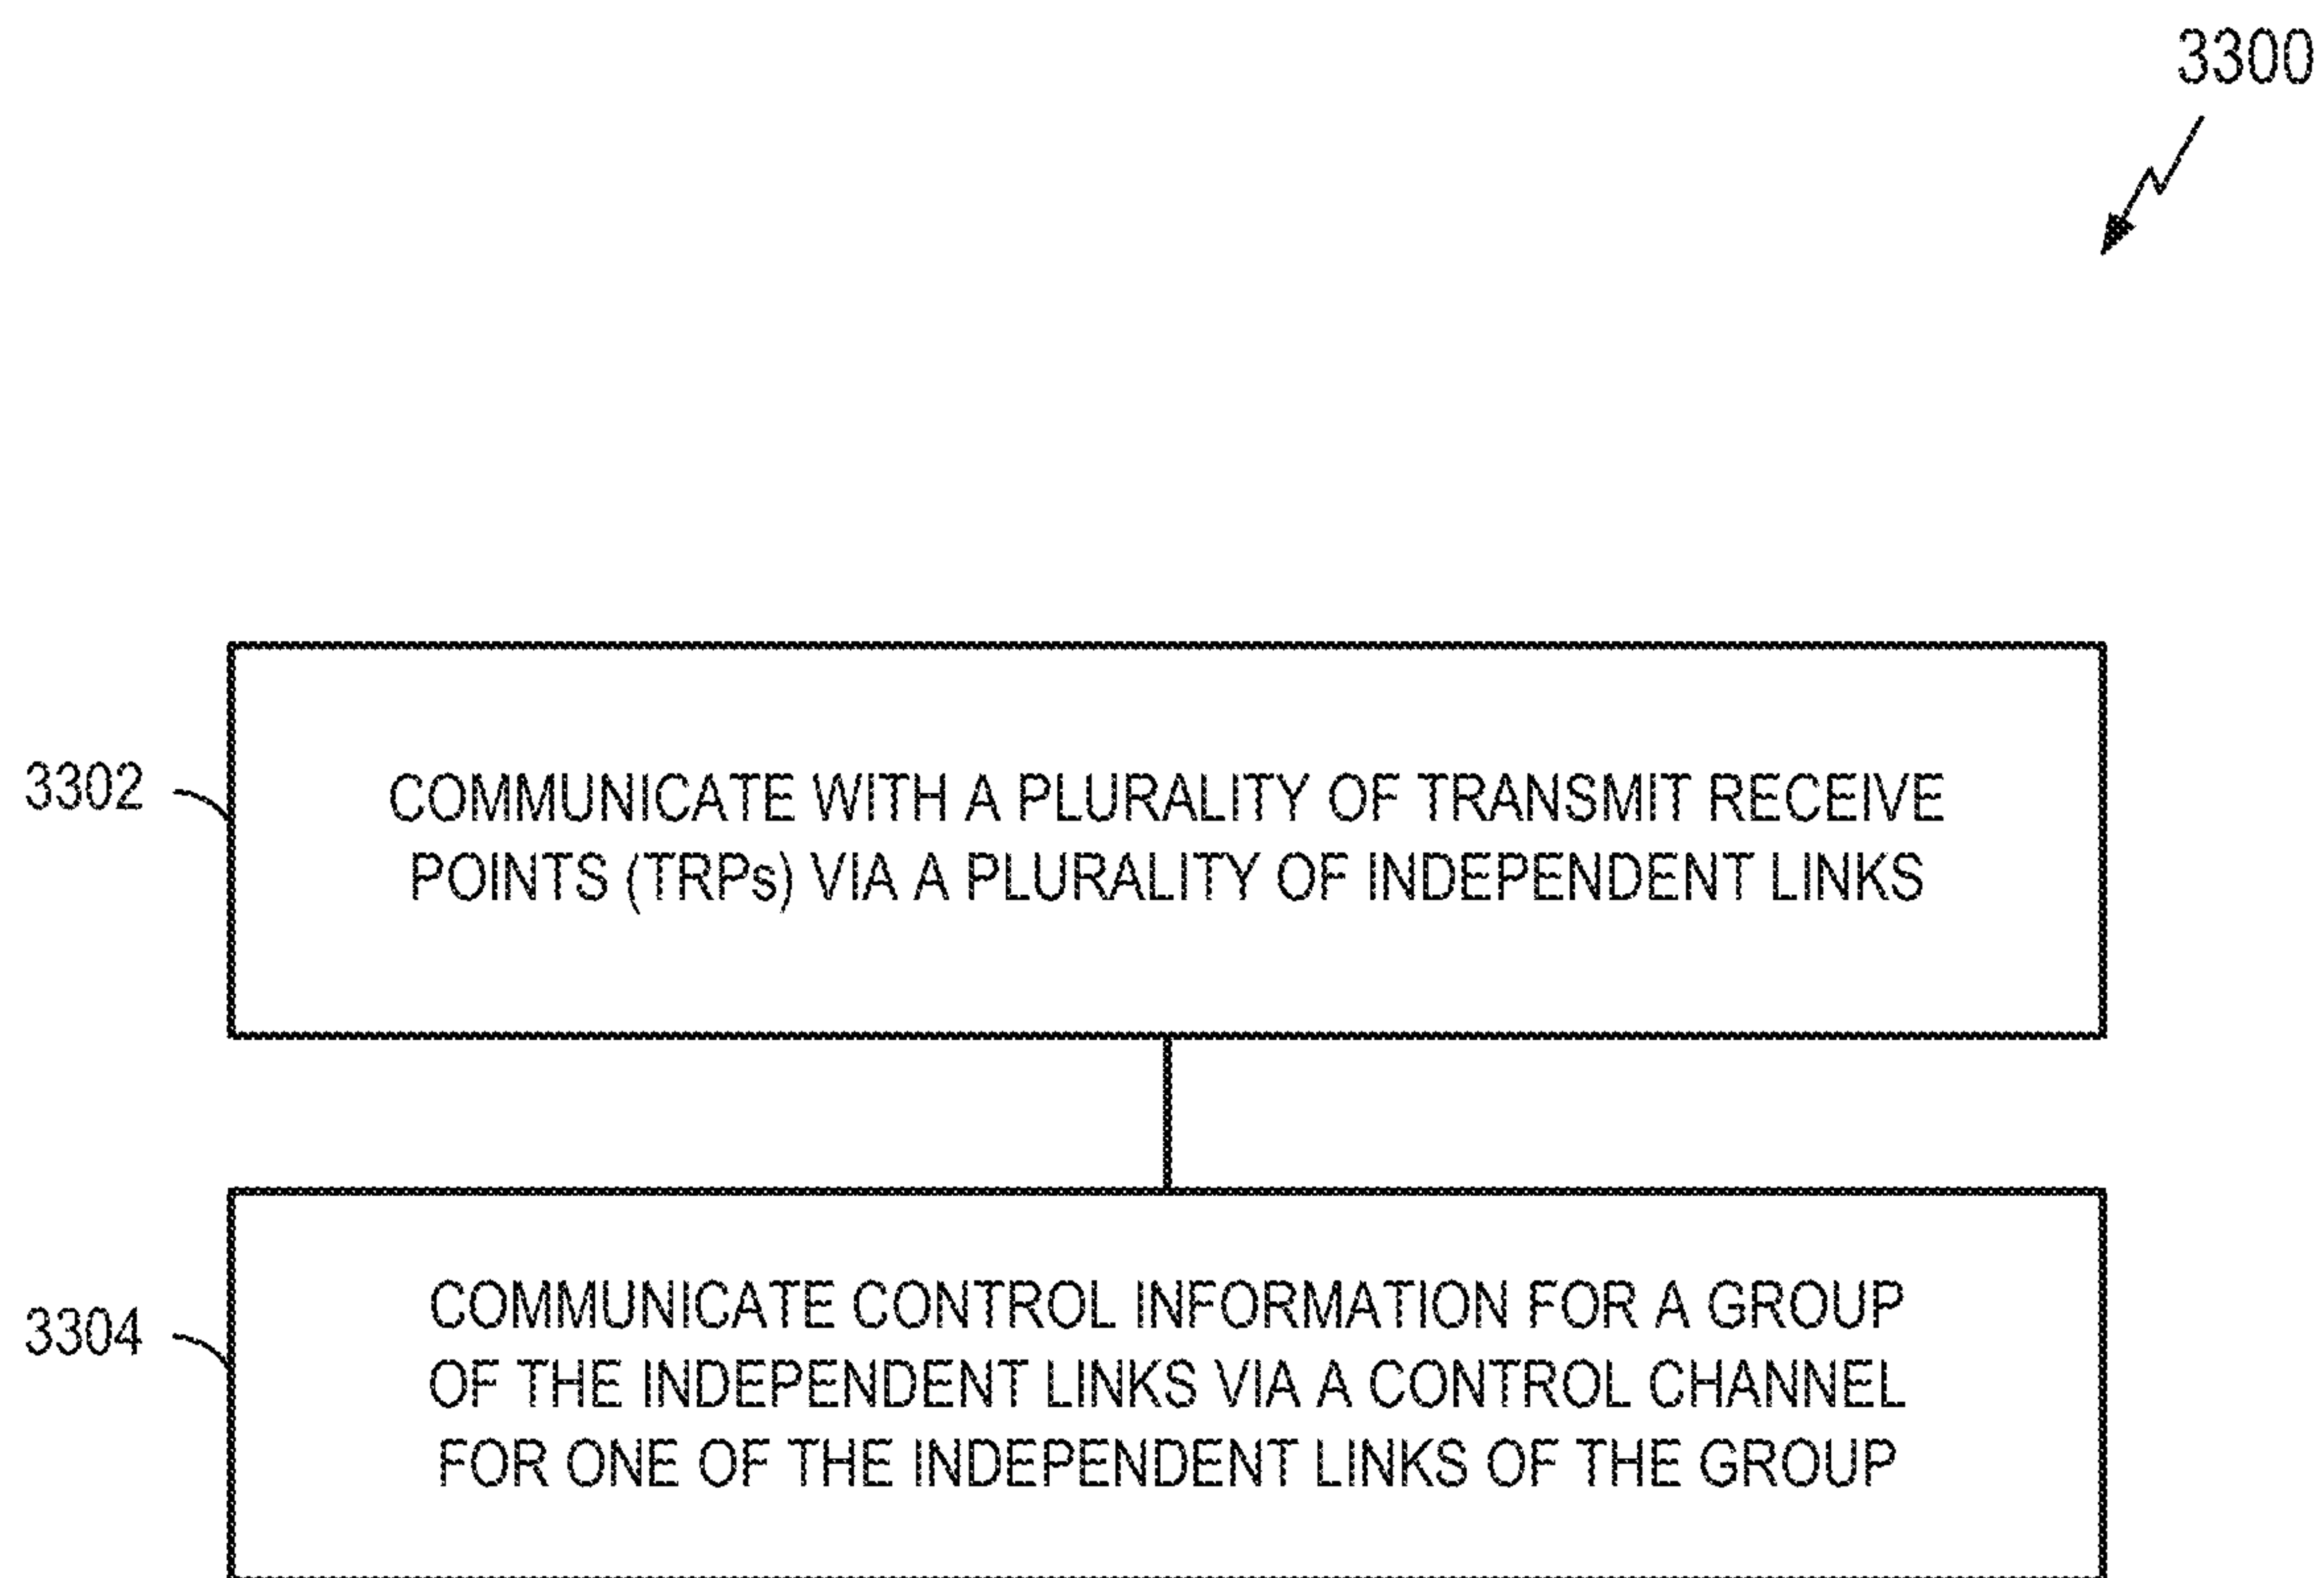 3300
3302
COMMUNICATE WITH A PLURALITY OF TRANSMIT RECEIVE
POINTS (TRPs) VIA A PLURALITY OF INDEPENDENT LINKS
3304
COMMUNICATE CONTROL INFORMATION FOR A GROUP
OF THE INDEPENDENT LINKS VIA A CONTROL CHANNEL
FOR ONE OF THE INDEPENDENT LINKS OF THE GROUP